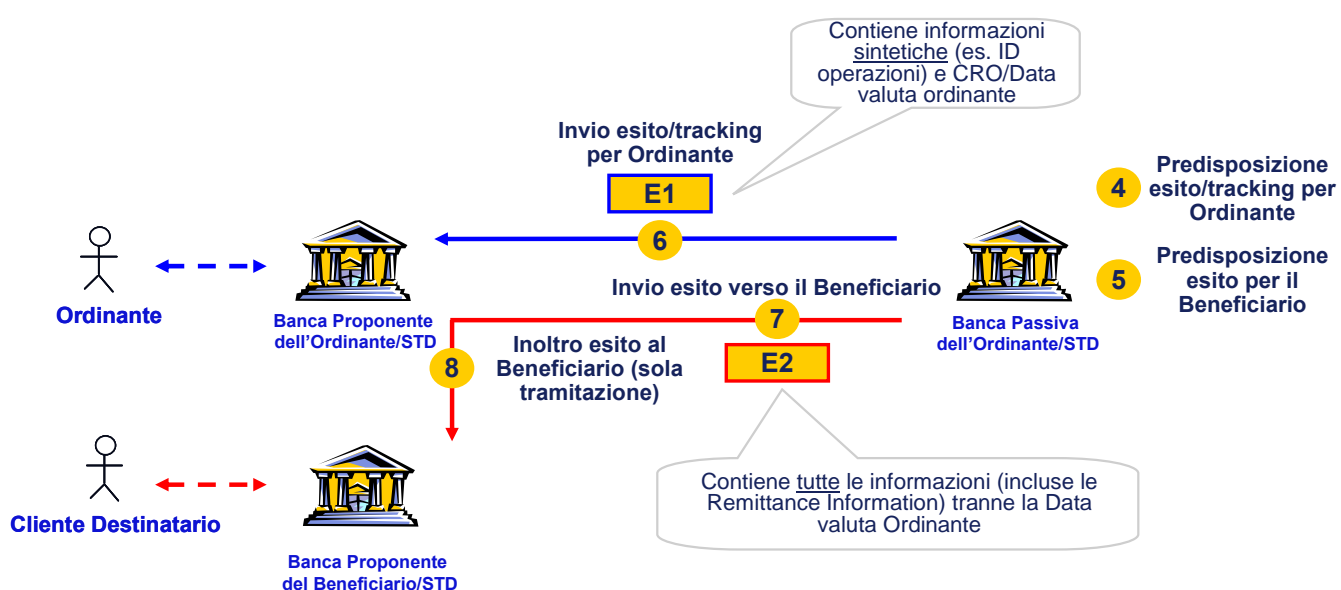 Contiene informazioni
sintetiche (es. ID
operazioni) e CRO/Data
valuta ordinante
Invio esito/tracking
per Ordinante
E1
4
Predisposizione
esito/tracking per
Ordinante
6
5
Predisposizione
esito per il
Beneficiario
Ordinante
Banca Proponente
dell'Ordinante/STD
Invio esito verso il Beneficiario
7
Banca Passiva
dell'Ordinante/STD
8
Inoltro esito al
Beneficiario (sola
tramitazione)
E2
Cliente Destinatario
Banca Proponente
del Beneficiario/STD
Contiene tutte le informazioni (incluse le
Remittance Information) tranne la Data
valuta Ordinante